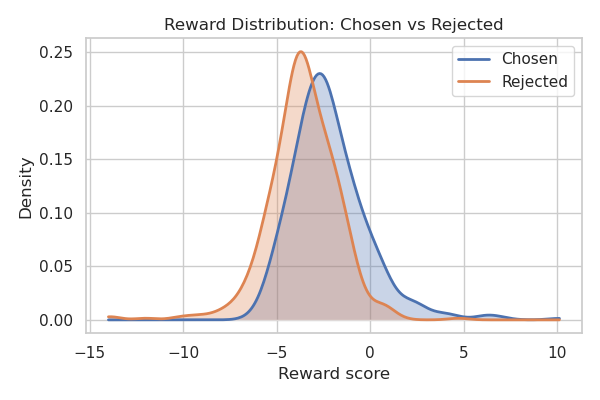 Reward Distribution: Chosen vs Rejected
Chosen
Rejected
0.25
0.20
0.15
0.10
0.05
0.00
Density
−15
−10
−5
0
5
10
Reward score